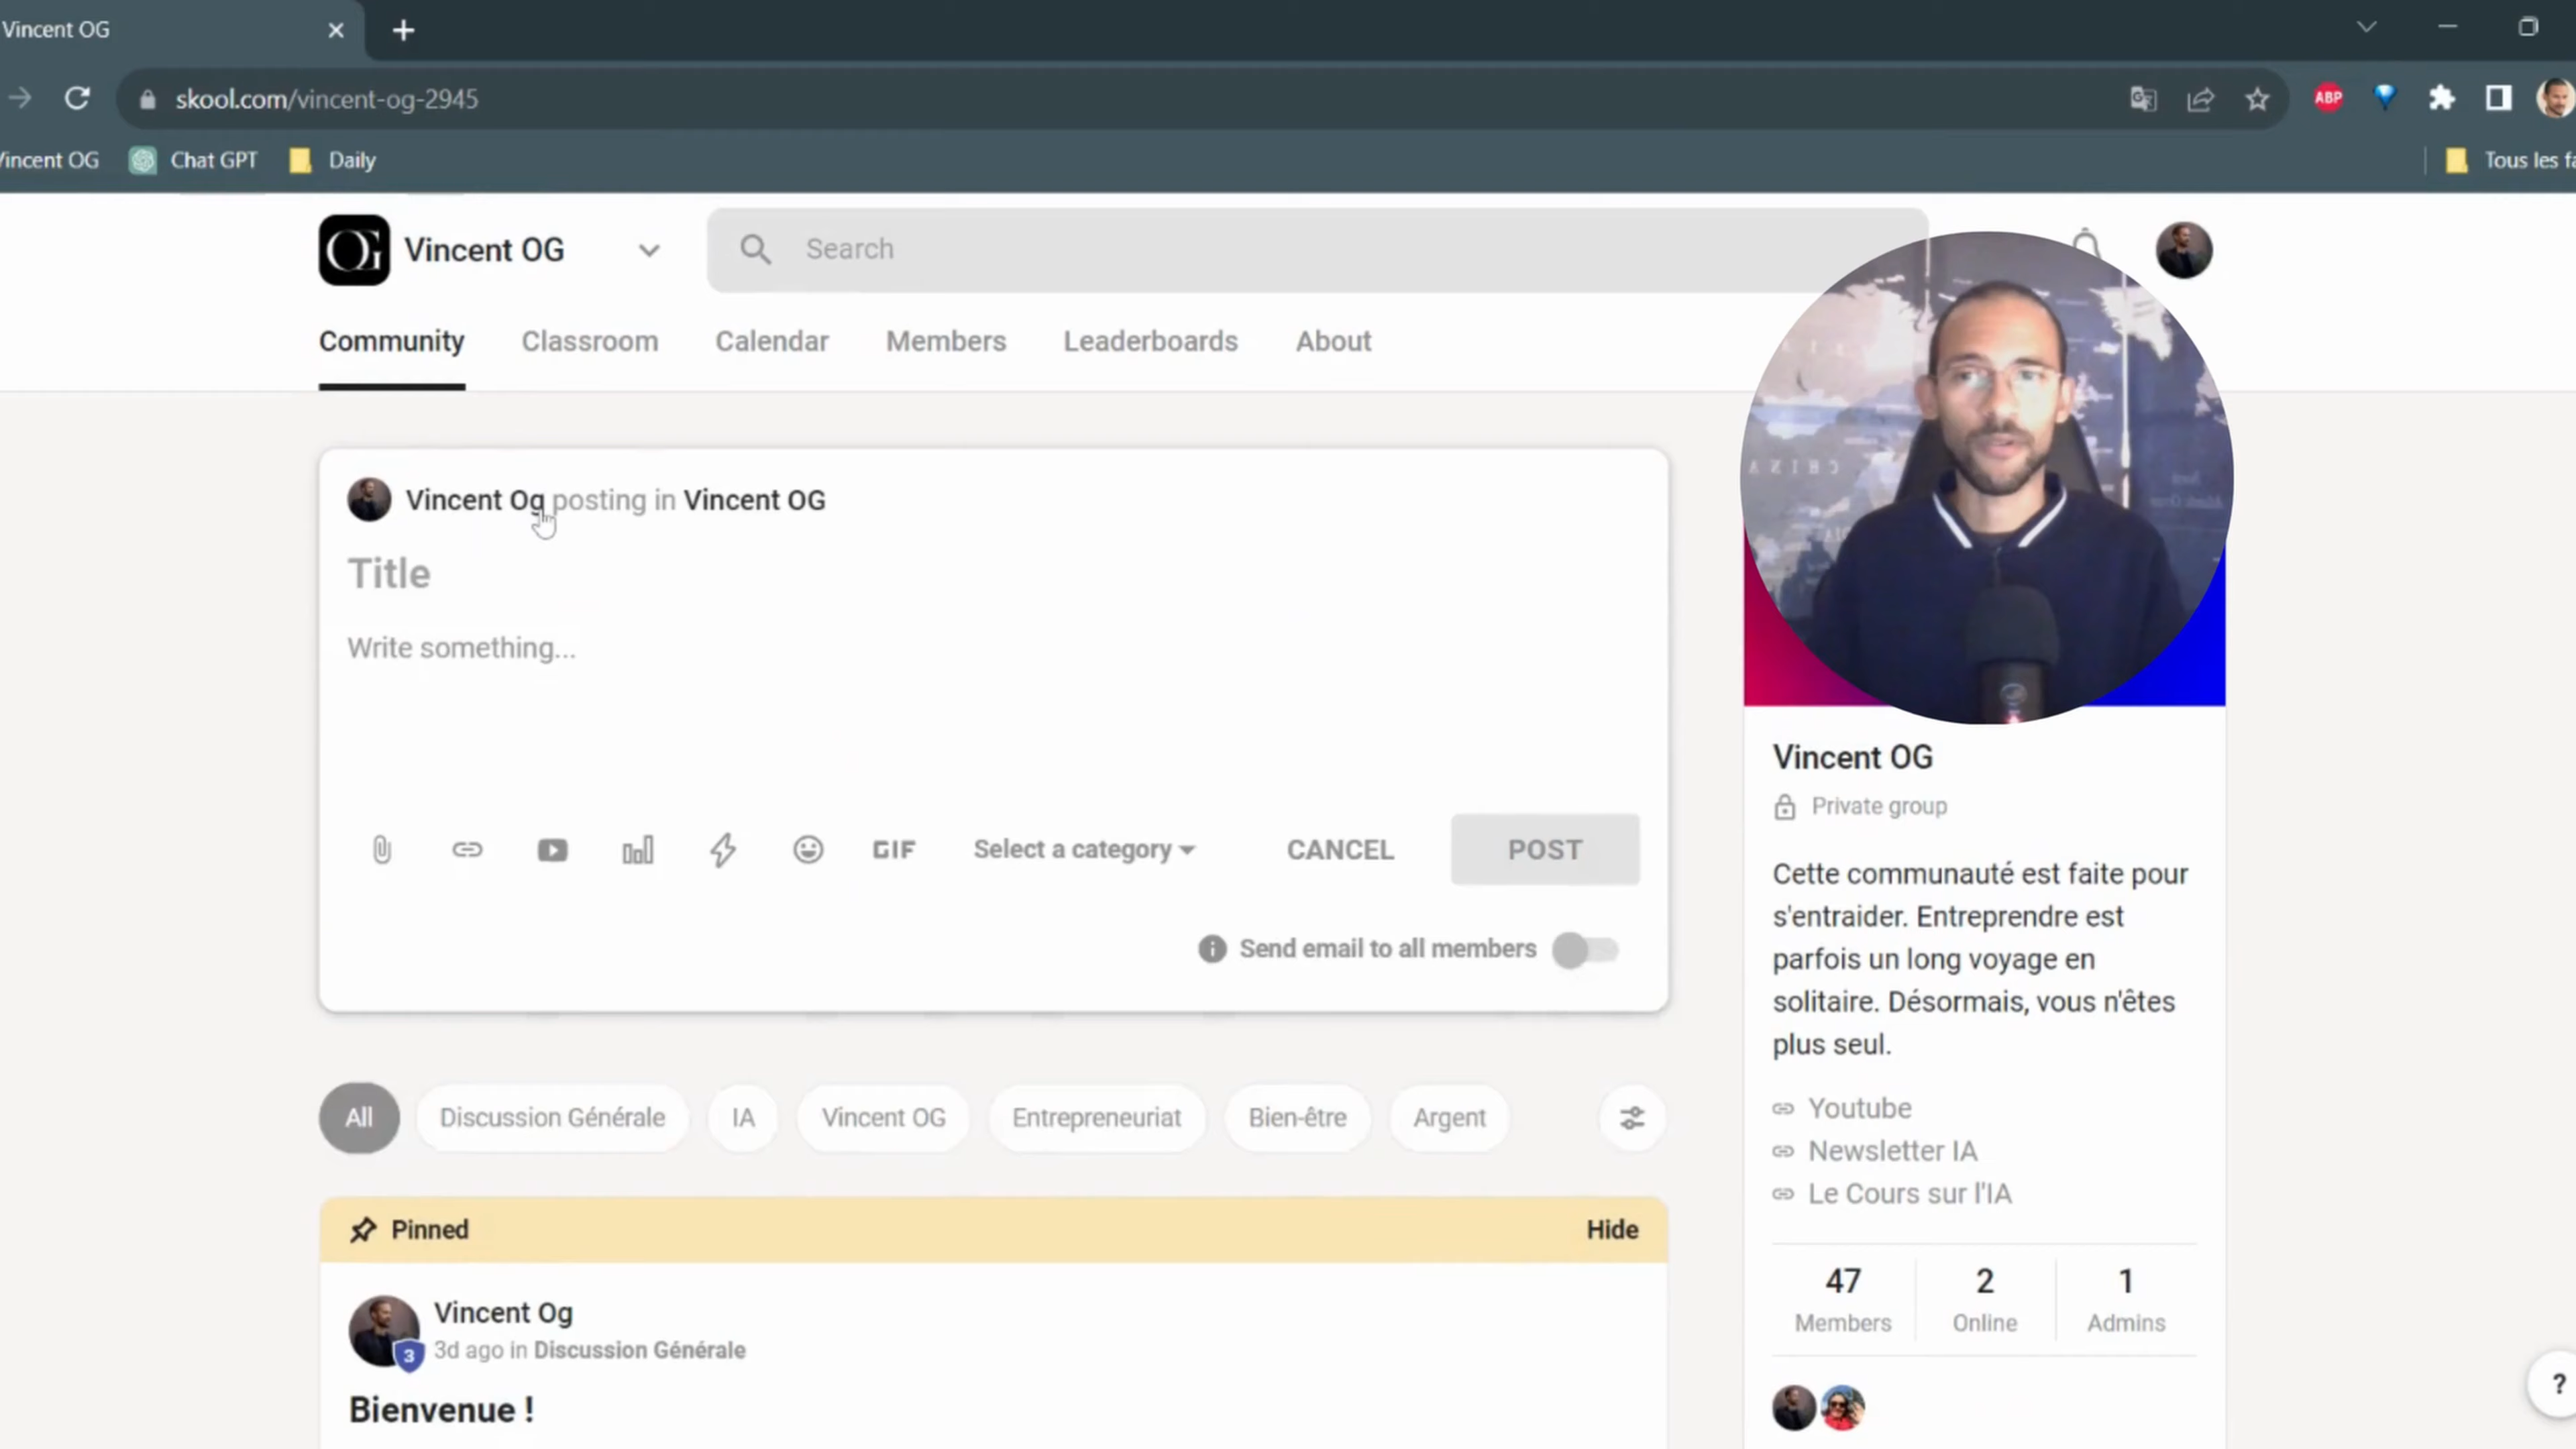 Vincent OG
skool.com/vincent-og-2945
ABP
Vincent OG
Chat GPT
Daily
Tous les fa
OG
Vincent OG
Search
Community
Classroom
Calendar
Members
Leaderboards
About
Vincent Og posting in Vincent OG
Title
Write something...
GIF
Select a category
CANCEL
POST
Send email to all members
All
Discussion Générale
IA
Vincent OG
Entrepreneuriat
Bien-être
Argent
Pinned
Hide
Vincent Og
3
3d ago in Discussion Générale
Bienvenue !
Vincent OG
Private group
Cette communauté est faite pour
s'entraider. Entreprendre est
parfois un long voyage en
solitaire. Désormais, vous n'êtes
plus seul.
Youtube
Newsletter IA
Le Cours sur l'IA
47
Members
2
Online
1
Admins
?